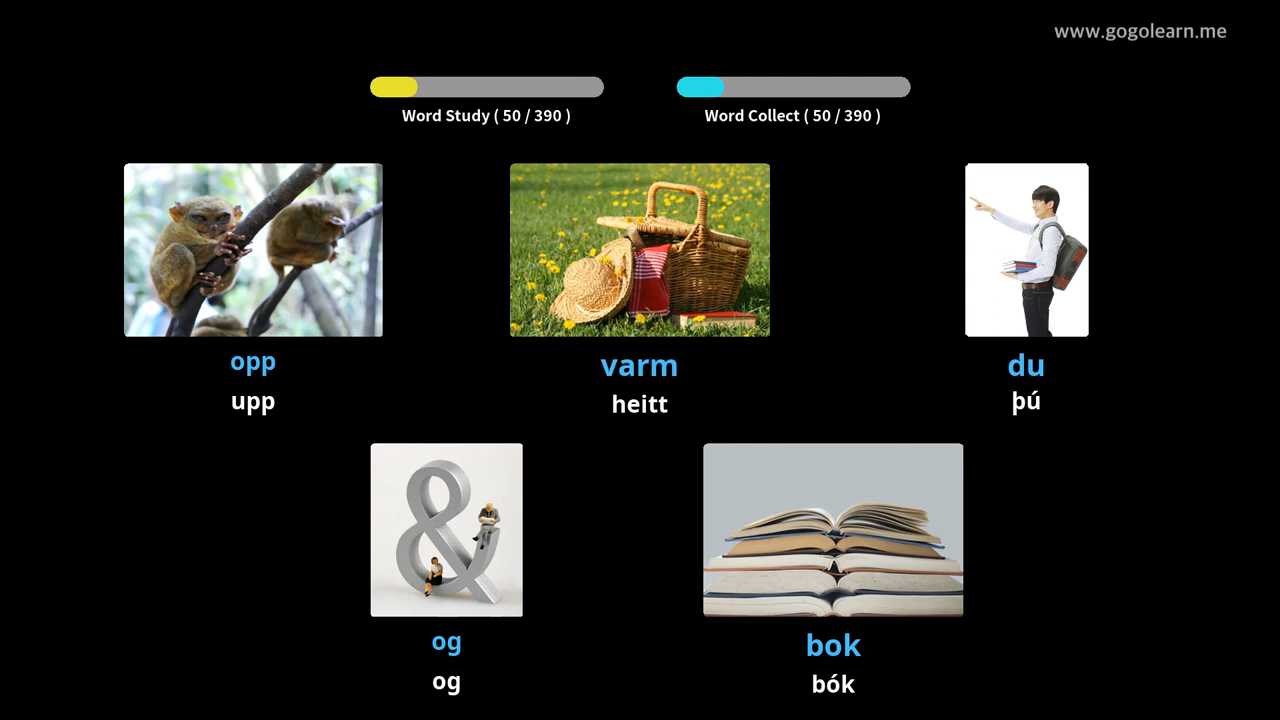 www.gogolearn.me
Word Study ( 50 / 390 )
Word Collect ( 50 / 390 )
opp
upp
varm
heitt
du
þú
og
og
bok
bók